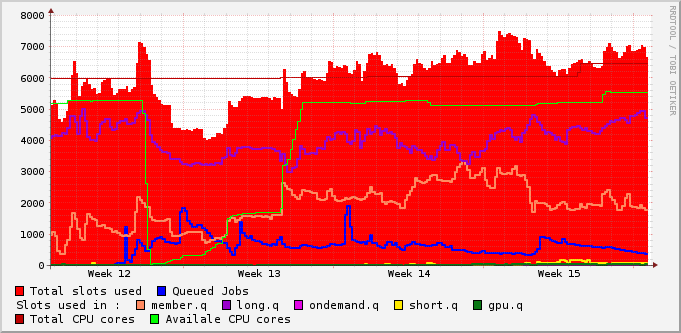 8000
7000
6000
5000
4000
3000
2000
1000
0
Week 12 Week 13 Week 14 Week 15
RRDTOOL / TOBI OETIKER
Total slots used Queued Jobs
Slots used in : member.q long.q ondemand.q short.q gpu.q
Total CPU cores Availale CPU cores